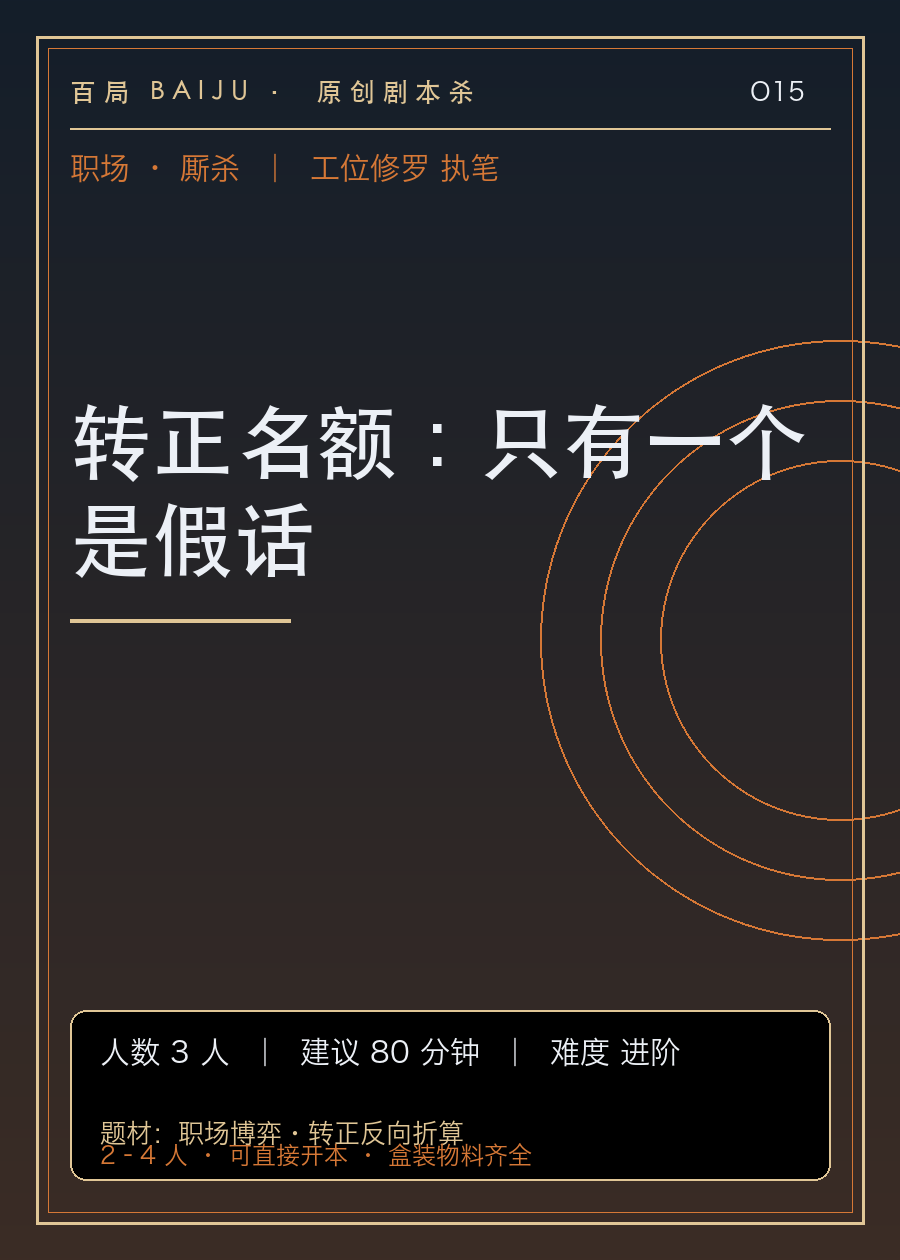 百局 BAIJU · 原创剧本杀
015
职场 · 厮杀 | 工位修罗 执笔
转正名额：只有一个
是假话
人数 3 人 | 建议 80 分钟 | 难度 进阶
题材: 职场博弈 · 转正反向折算
2-4 人 · 可直接开本 · 盒装物料齐全